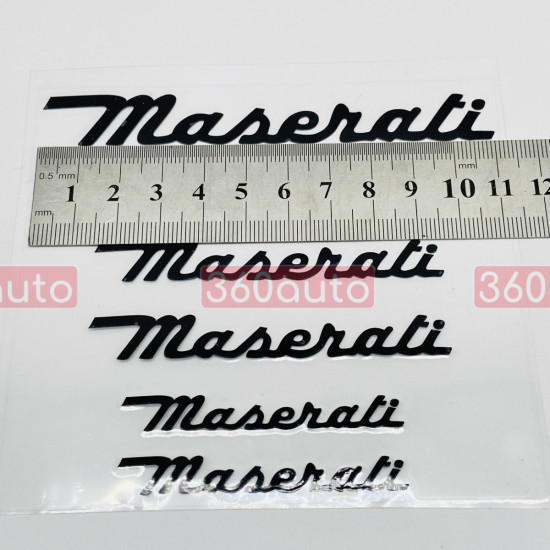 Maserati
0.5 mm mm
1 2 3 4 5 6 7 8 9 10 11 12
mm
Maserati
360auto 360auto 360
Maserati
Maserati
Maserati